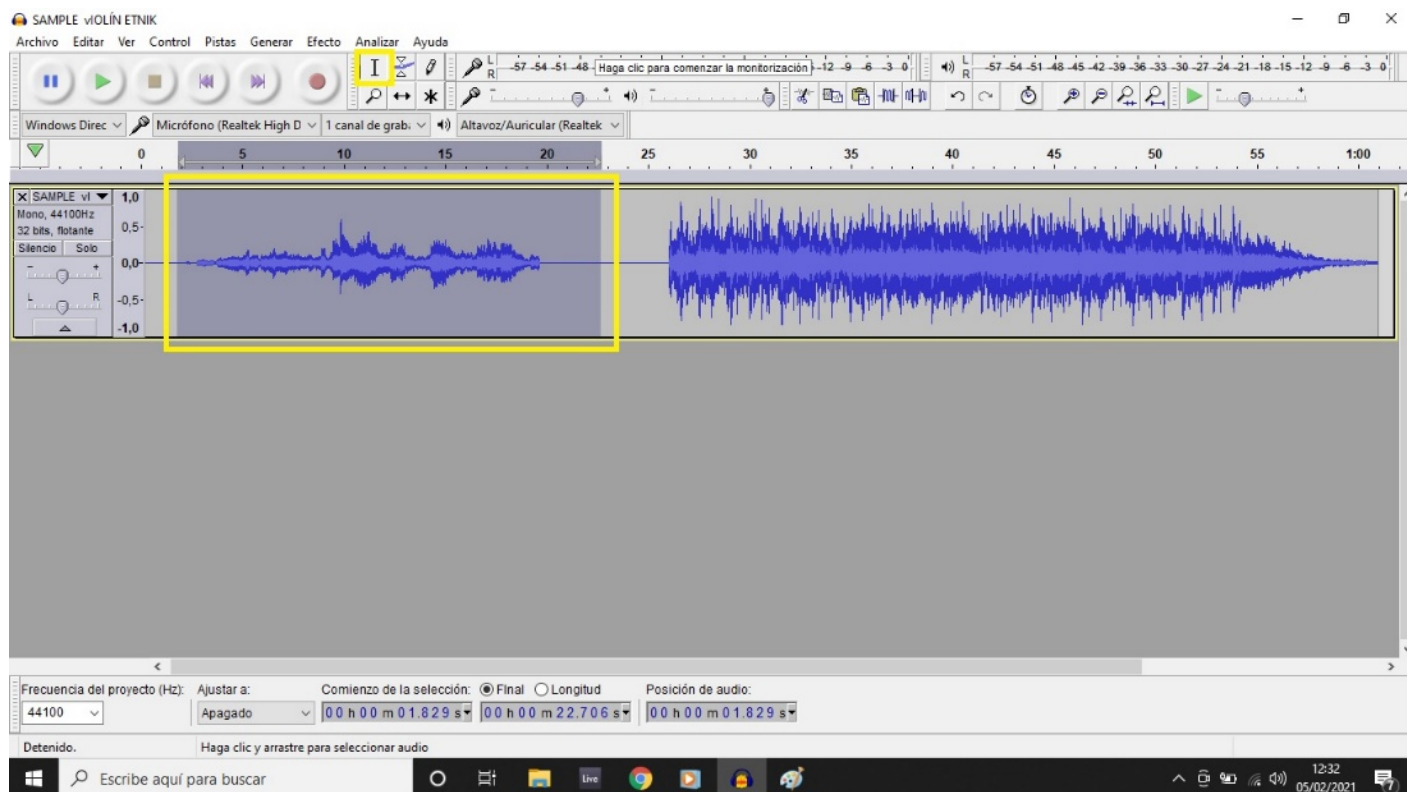 SAMPLE vIOLÍN ETNIK
Archivo Editar Ver Control Pistas Generar Efecto Analizar Ayuda
L R -57 -54 -51 -48 Haga clic para comenzar la monitorización -12 -9 -6 -3 0 L R -57 -54 -51 -48 -45 -42 -39 -36 -33 -30 -27 -24 -21 -18 -15 -12 -9 -6 -3 0
Windows Direc Micrófono (Realtek High D 1 canal de grab. Altavoz/Auricular (Realtek
0 5 10 15 20 25 30 35 40 45 50 55 1:00
X SAMPLE vI 1,0
Mono, 44100Hz
32 bits, flotante 0,5-
Silencio Solo
- + 0,0-
L R -0,5-
-1,0
Frecuencia del proyecto (Hz): Ajustar a: Comienzo de la selección: FInal Longitud Posición de audio:
44100 Apagado 00 h 00 m 01.829 s 00 h 00 m 22.706 s 00 h 00 m 01.829 s
Detenido. Haga clic y arrastre para seleccionar audio
Escribe aquí para buscar Live 12:32
05/02/2021 7